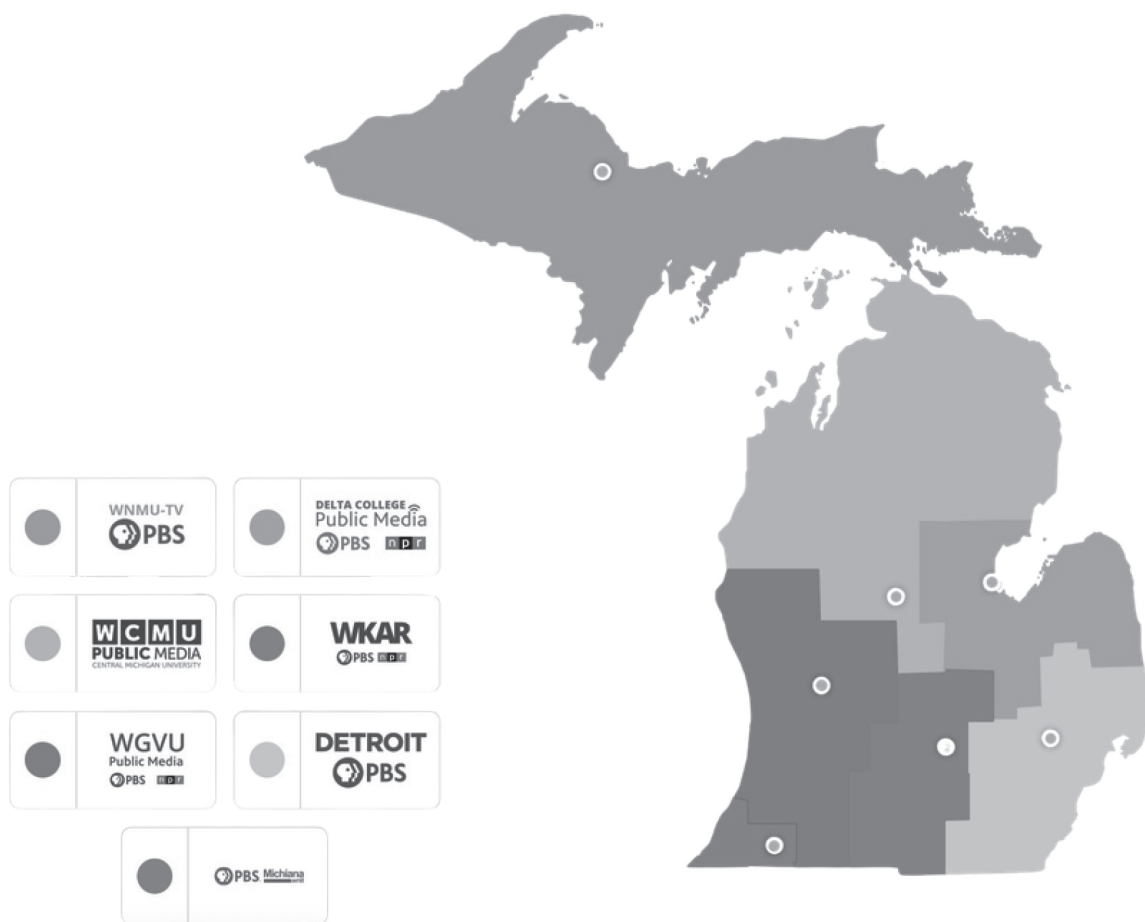 WNMU-TV
PBS
DELTA COLLEGE
Public Media
PBS npr
WCMU
PUBLIC MEDIA
CENTRAL MICHIGAN UNIVERSITY
WKAR
PBS npr
WGVU
Public Media
PBS npr
DETROIT
PBS
PBS Michiana
wnit